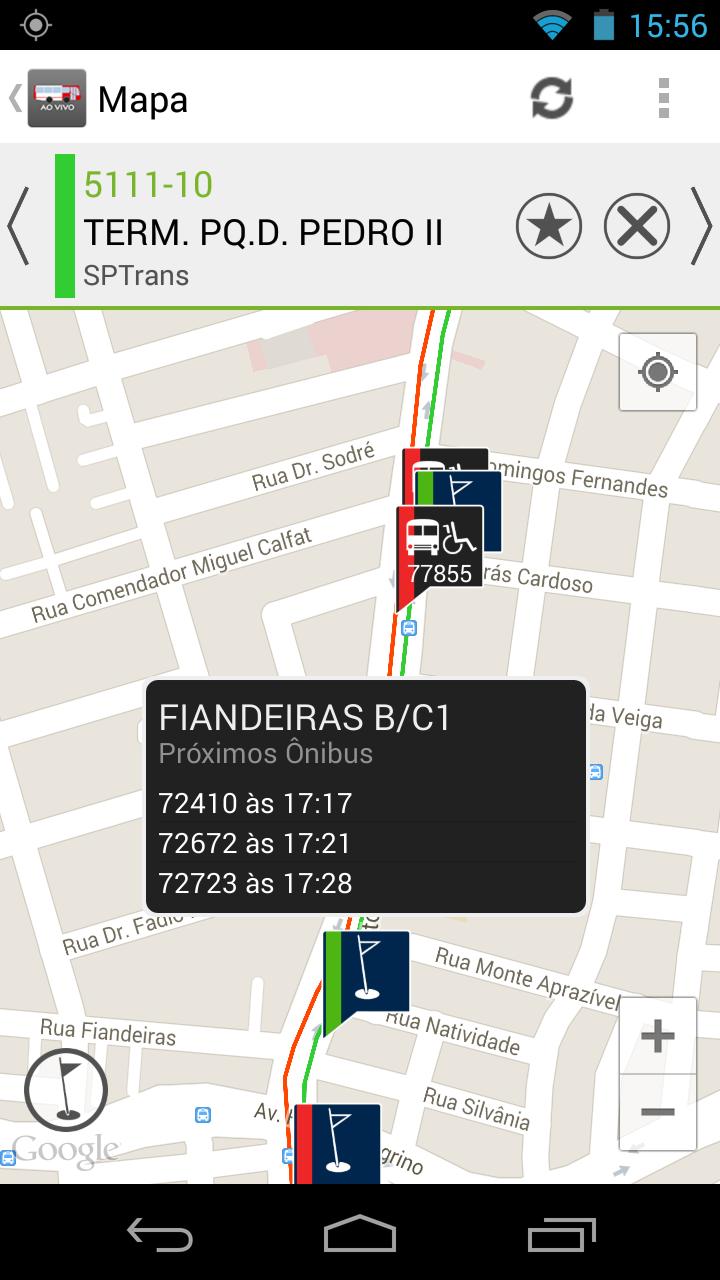 15:56
AO VIVO
Mapa
5111-10
TERM. PQ.D. PEDRO II
SPTrans
Rua Dr. Sodré
Domingos Fernandes
Rua Comendador Miguel Calfat
77855
rás Cardoso
da Veiga
FIANDEIRAS B/C1
Próximos Ônibus
72410 às 17:17
72672 às 17:21
72723 às 17:28
Rua Dr. Fadlo
Rua Monte Aprazível
Rua Natividade
Rua Fiandeiras
Rua Silvânia
Av.
grino
Google